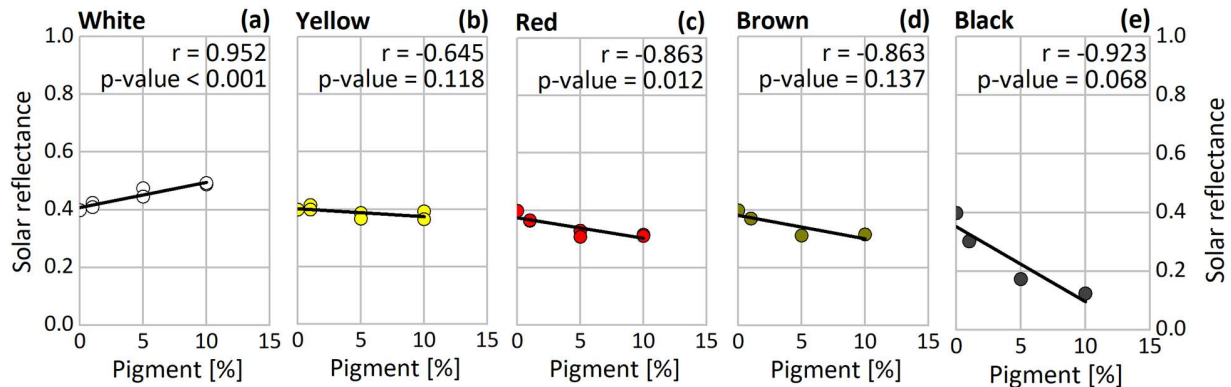 White (a)
r = 0.952
p-value < 0.001
Yellow (b)
r = -0.645
p-value = 0.118
Red (c)
r = -0.863
p-value = 0.012
Brown (d)
r = -0.863
p-value = 0.137
Black (e)
r = -0.923
p-value = 0.068
Solar reflectance
1.0
0.8
0.6
0.4
0.2
0.0
1.0
0.8
0.6
0.4
0.2
0.0
Solar reflectance
0 5 10 15
0 5 10 15
0 5 10 15
0 5 10 15
0 5 10 15
Pigment [%]
Pigment [%]
Pigment [%]
Pigment [%]
Pigment [%]